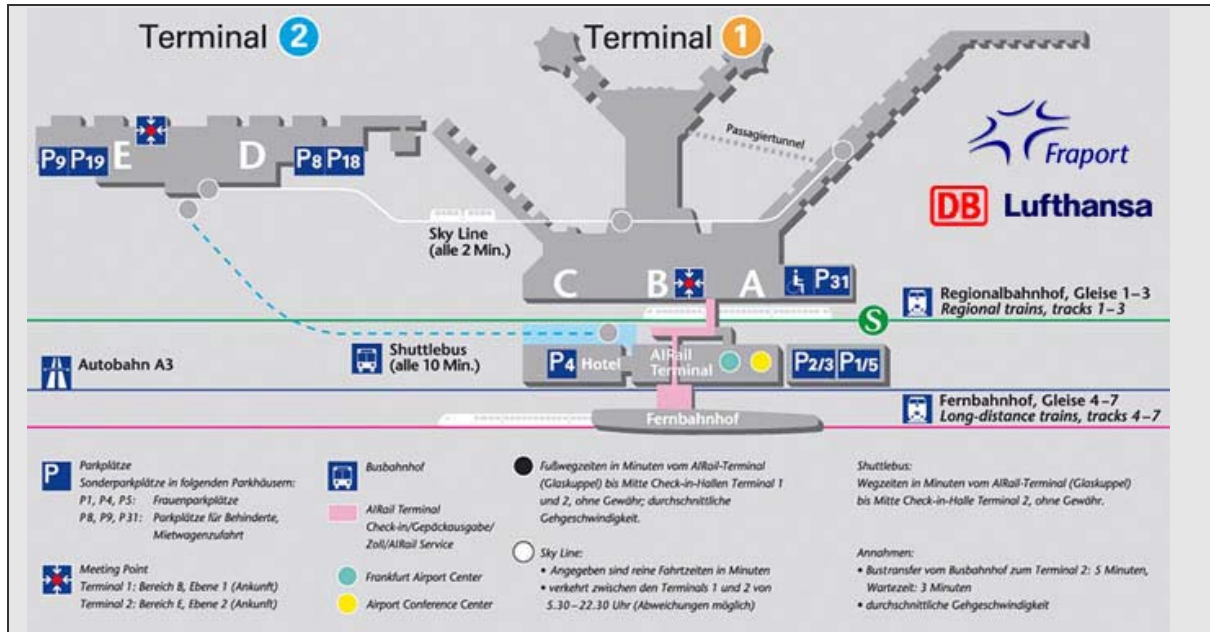 Terminal 2
Terminal 1
Passagiertunnel
Fraport
DB Lufthansa
P9 P19 E D P8 P18
Sky Line
(alle 2 Min.)
C B A P31
Regionalbahnhof, Gleise 1–3
Regional trains, tracks 1–3
S
Autobahn A3
Shuttlebus
(alle 10 Min.)
P4 Hotel
AIRail
Terminal
P2/3 P1/5
Fernbahnhof, Gleise 4–7
Long-distance trains, tracks 4–7
Fernbahnhof
P
Parkplätze
Sonderparkplätze in folgenden Parkhäusern:
P1, P4, P5: Frauenparkplätze
P8, P9, P31: Parkplätze für Behinderte,
Mietwagenzufahrt
Meeting Point
Terminal 1: Bereich B, Ebene 1 (Ankunft)
Terminal 2: Bereich E, Ebene 2 (Ankunft)
Busbahnhof
AIRail Terminal
Check-in/Gepäckausgabe/
Zoll/AIRail Service
Frankfurt Airport Center
Airport Conference Center
Fußwegzeiten in Minuten vom AIRail-Terminal
(Glaskuppel) bis Mitte Check-in-Hallen Terminal 1
und 2, ohne Gewähr; durchschnittliche
Gehgeschwindigkeit.
Sky Line:
• Angegeben sind reine Fahrtzeiten in Minuten
• verkehrt zwischen den Terminals 1 und 2 von
5.30–22.30 Uhr (Abweichungen möglich)
Shuttlebus:
Wegzeiten in Minuten vom AIRail-Terminal (Glaskuppel)
bis Mitte Check-in-Halle Terminal 2, ohne Gewähr.
Annahmen:
• Bustransfer vom Busbahnhof zum Terminal 2: 5 Minuten,
Wartezeit: 3 Minuten
• durchschnittliche Gehgeschwindigkeit